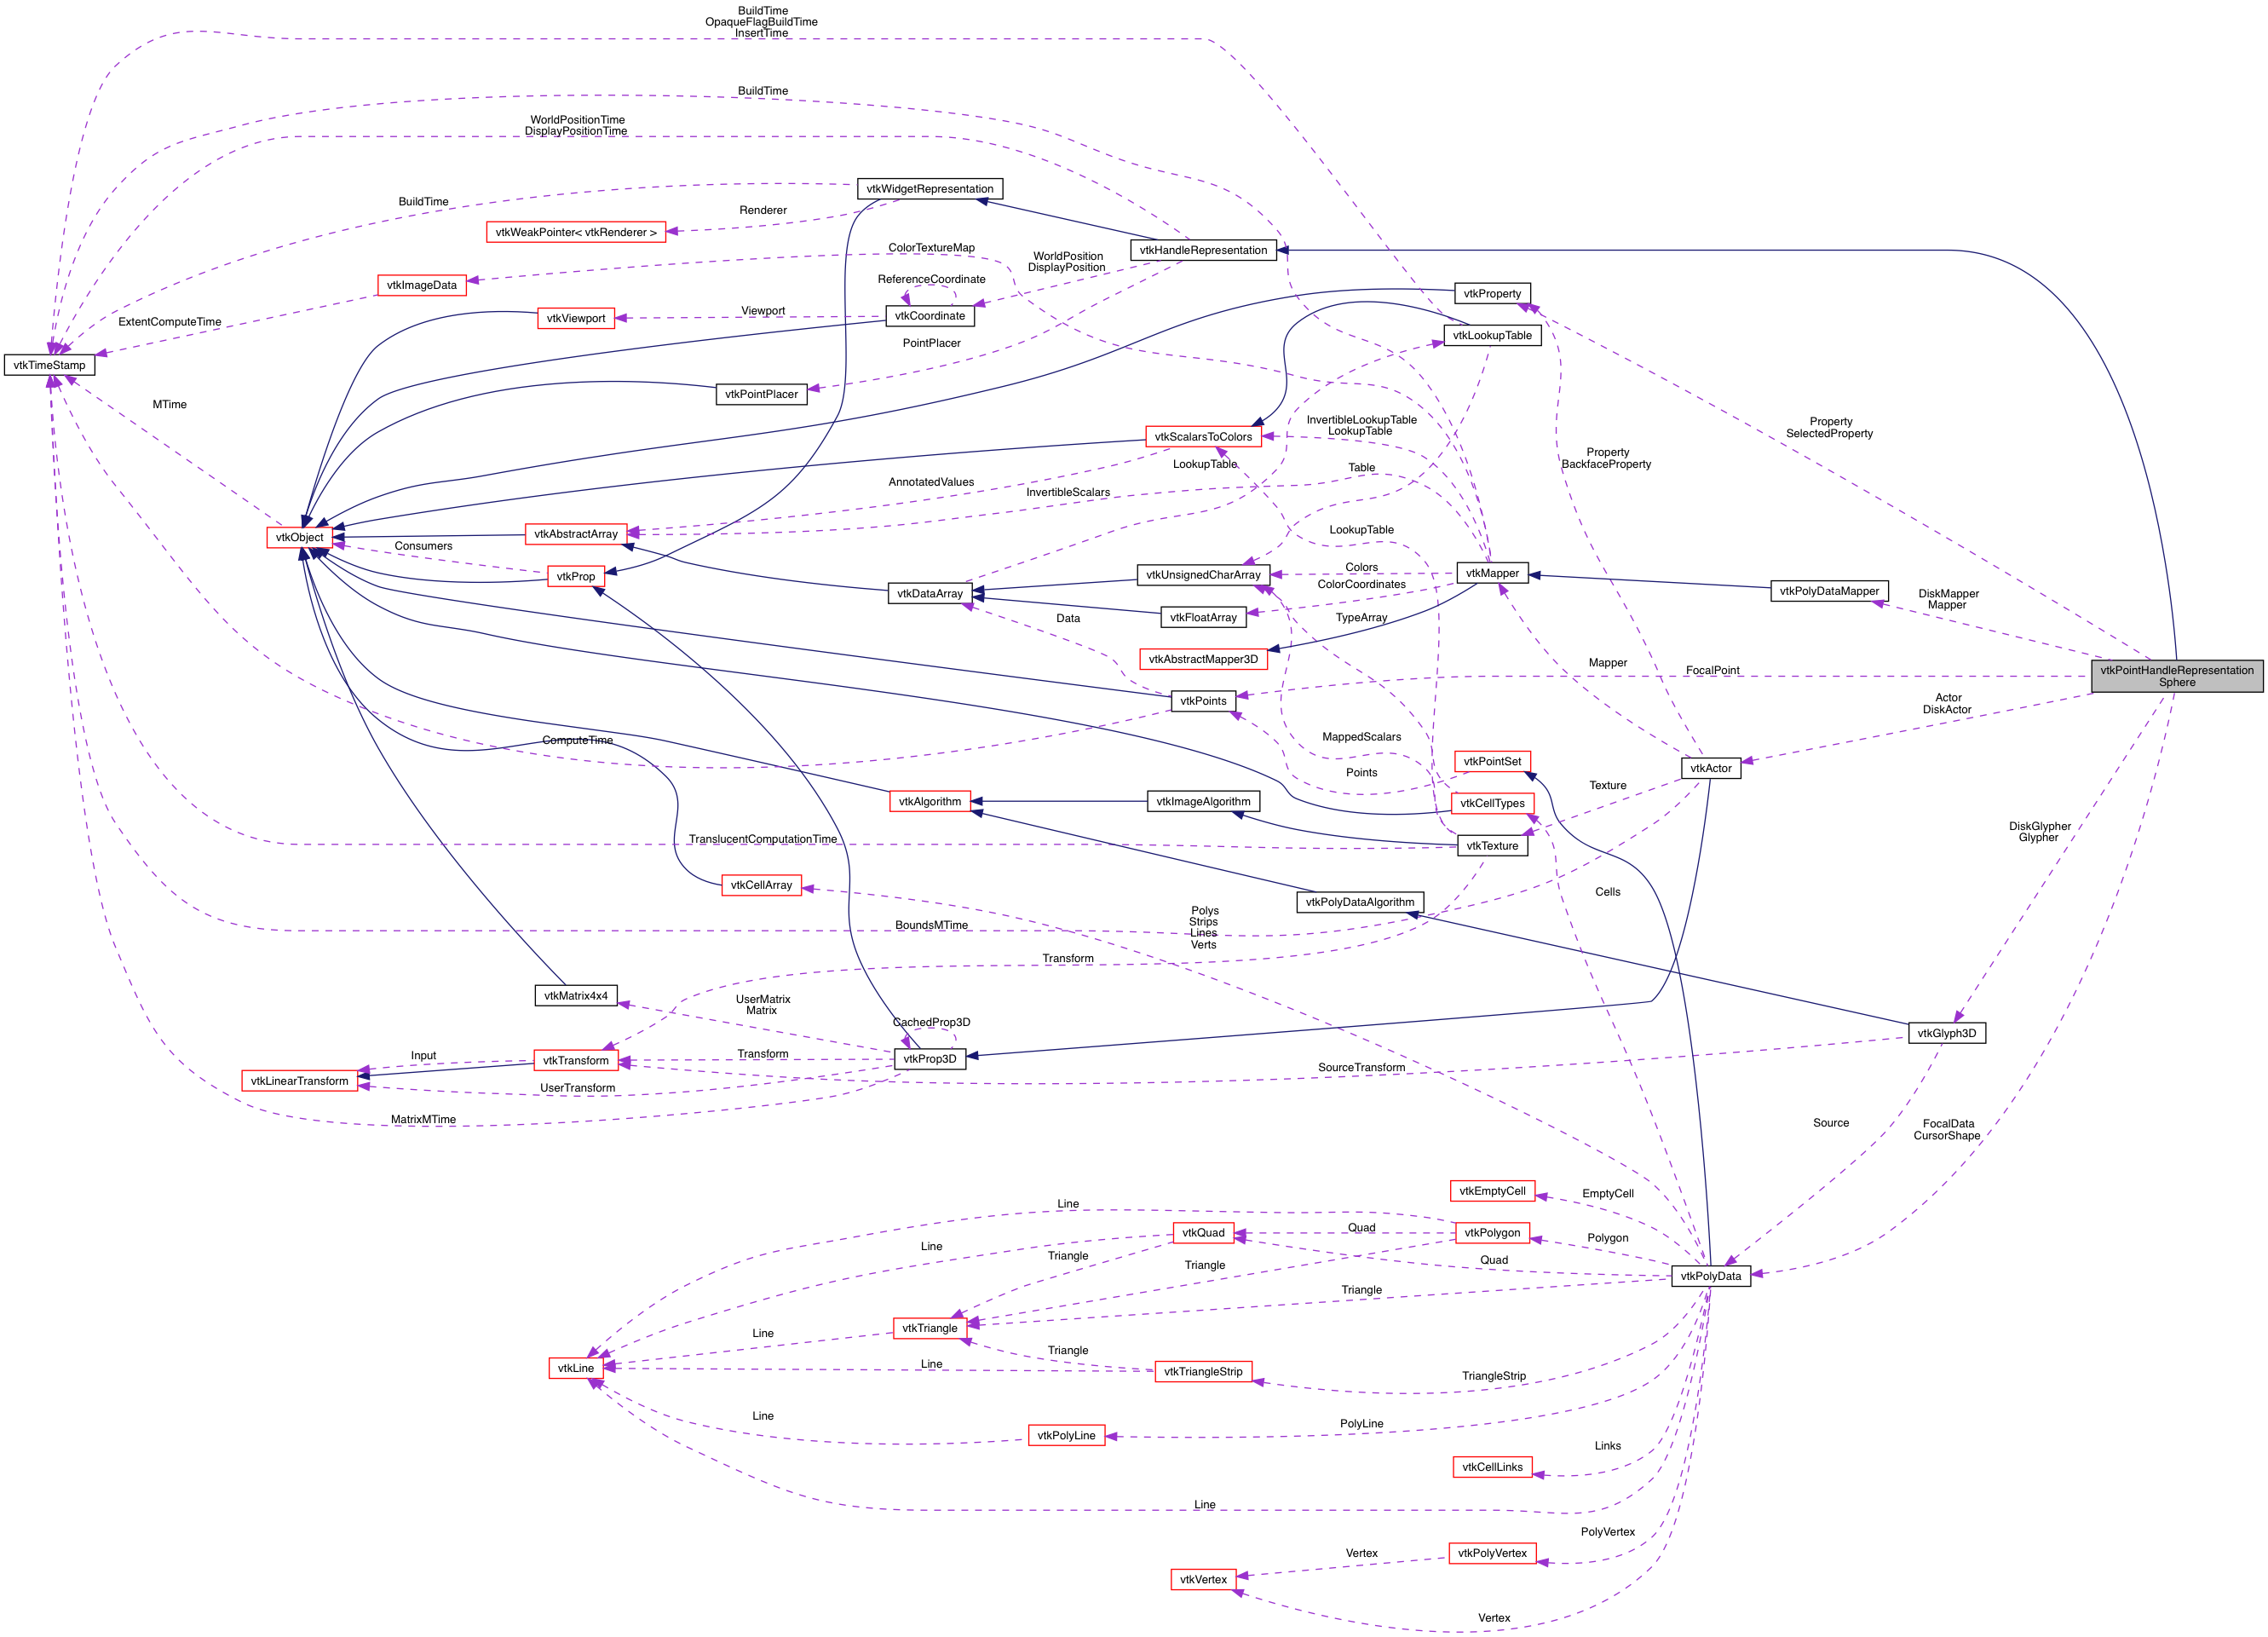 BuildTime
OpaqueFlagBuildTime
InsertTime
BuildTime
WorldPositionTime
DisplayPositionTime
vtkWidgetRepresentation
BuildTime
Renderer
vtkWeakPointer< vtkRenderer >
ColorTextureMap
vtkHandleRepresentation
WorldPosition
DisplayPosition
vtkImageData
ReferenceCoordinate
vtkProperty
ExtentComputeTime
vtkViewport
Viewport
vtkCoordinate
vtkLookupTable
PointPlacer
vtkTimeStamp
vtkPointPlacer
MTime
InvertibleLookupTable
LookupTable
Property
SelectedProperty
vtkScalarsToColors
Property
BackfaceProperty
LookupTable
Table
AnnotatedValues
InvertibleScalars
vtkObject
vtkAbstractArray
LookupTable
Consumers
vtkProp
vtkUnsignedCharArray
Colors
vtkMapper
ColorCoordinates
vtkDataArray
vtkPolyDataMapper
DiskMapper
Mapper
Data
vtkFloatArray
TypeArray
vtkAbstractMapper3D
Mapper
FocalPoint
vtkPointHandleRepresentation
Sphere
vtkPoints
Actor
DiskActor
ComputeTime
MappedScalars
vtkPointSet
vtkActor
Points
Texture
vtkAlgorithm
vtkImageAlgorithm
vtkCellTypes
DiskGlypher
Glypher
TranslucentComputationTime
vtkTexture
vtkCellArray
Cells
vtkPolyDataAlgorithm
BoundsMTime
Polys
Strips
Lines
Verts
Transform
vtkMatrix4x4
UserMatrix
Matrix
CachedProp3D
vtkGlyph3D
Input
vtkTransform
Transform
vtkProp3D
SourceTransform
vtkLinearTransform
UserTransform
MatrixMTime
Source
FocalData
CursorShape
vtkEmptyCell
EmptyCell
Line
vtkQuad
Quad
vtkPolygon
Polygon
Line
Triangle
Triangle
Quad
vtkPolyData
Triangle
vtkTriangle
Line
Triangle
vtkLine
Line
vtkTriangleStrip
TriangleStrip
Line
PolyLine
vtkPolyLine
Links
vtkCellLinks
Line
PolyVertex
Vertex
vtkPolyVertex
vtkVertex
Vertex